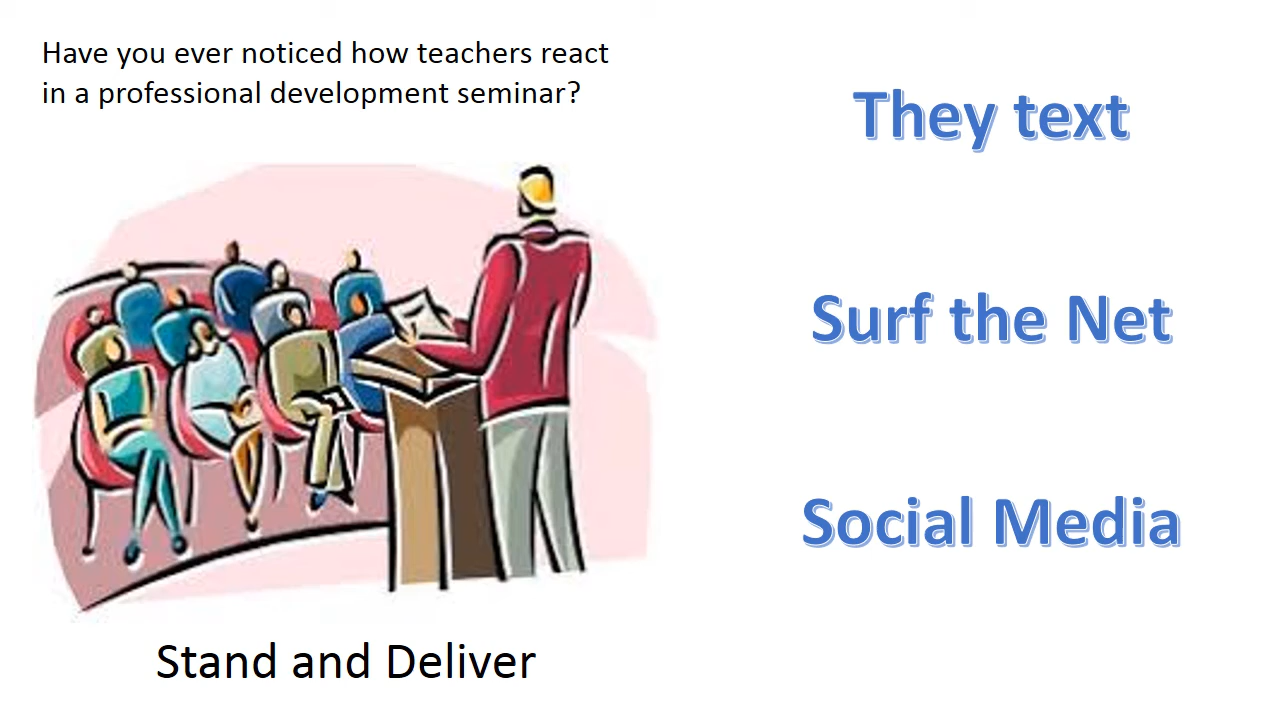 Have you ever noticed how teachers react
in a professional development seminar?
They text
Surf the Net
Social Media
Stand and Deliver